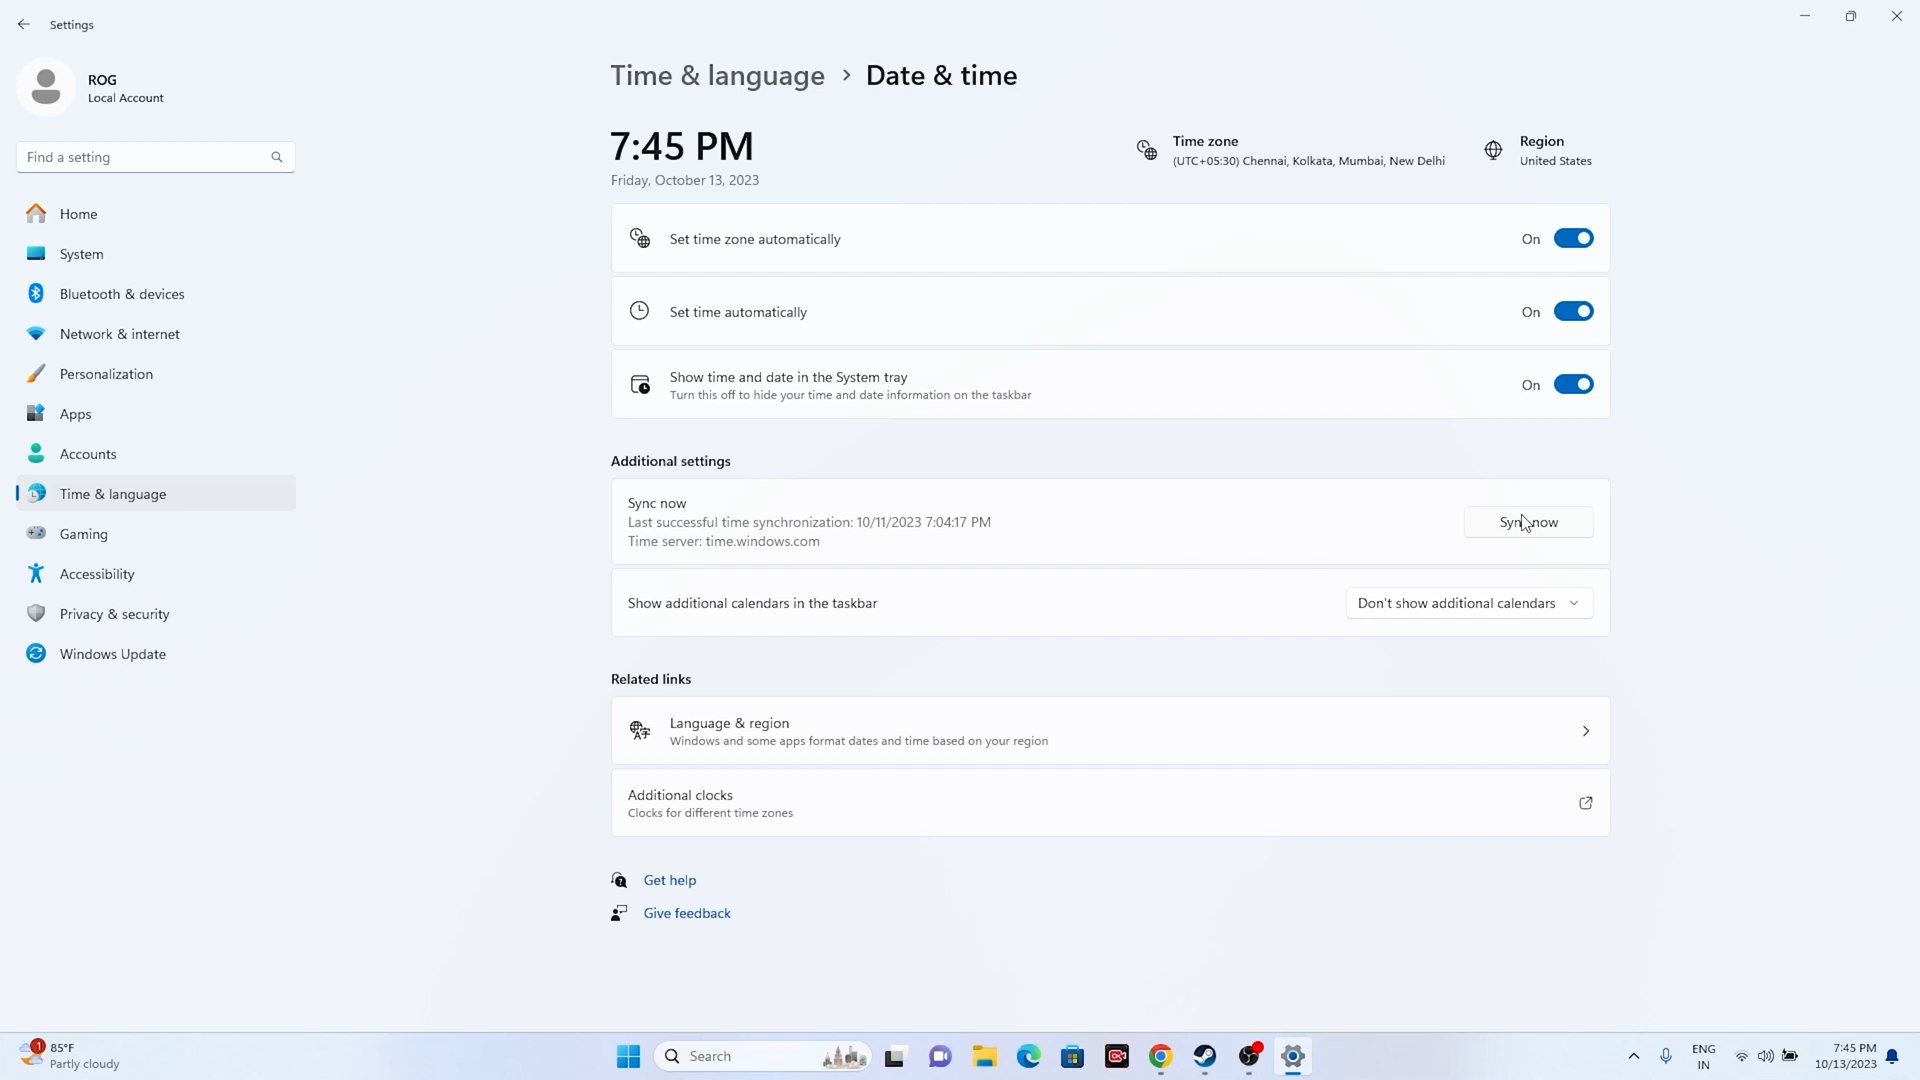 Settings
ROG
Local Account
Find a setting
Home
System
Bluetooth & devices
Network & internet
Personalization
Apps
Accounts
Time & language
Gaming
Accessibility
Privacy & security
Windows Update
Time & language > Date & time
7:45 PM
Friday, October 13, 2023
Time zone
(UTC+05:30) Chennai, Kolkata, Mumbai, New Delhi
Region
United States
Set time zone automatically
On
Set time automatically
On
Show time and date in the System tray
Turn this off to hide your time and date information on the taskbar
On
Additional settings
Sync now
Last successful time synchronization: 10/11/2023 7:04:17 PM
Time server: time.windows.com
Sync now
Show additional calendars in the taskbar
Don't show additional calendars
Related links
Language & region
Windows and some apps format dates and time based on your region
Additional clocks
Clocks for different time zones
Get help
Give feedback
1
85°F
Partly cloudy
Search
ENG
IN
7:45 PM
10/13/2023